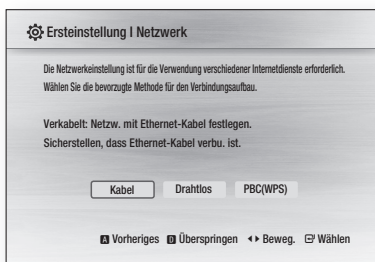 Ersteinstellung I Netzwerk
Die Netzwerkeinstellung ist für die Verwendung verschiedener Internetdienste erforderlich.
Wählen Sie die bevorzugte Methode für den Verbindungsaufbau.
Verkabelt: Netzw. mit Ethernet-Kabel festlegen.
Sicherstellen, dass Ethernet-Kabel verbu. ist.
Kabel Drahtlos PBC(WPS)
A Vorheriges D Überspringen Beweg. Wählen